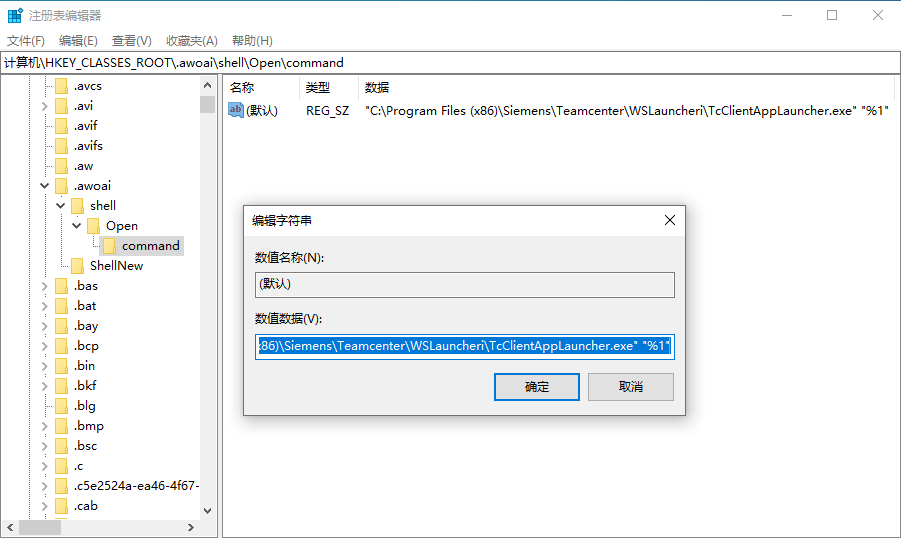 注册表编辑器
文件(F) 编辑(E) 查看(V) 收藏夹(A) 帮助(H)
计算机\HKEY_CLASSES_ROOT\.awoai\shell\Open\command
.avcs
.avi
.avif
.avifs
.aw
.awoai
shell
Open
command
ShellNew
.bas
.bat
.bay
.bcp
.bin
.bkf
.blg
.bmp
.bsc
.c
.c5e2524a-ea46-4f67-
.cab
名称 类型 数据
ab (默认) REG_SZ "C:\Program Files (x86)\Siemens\Teamcenter\WSLauncheri\TcClientAppLauncher.exe" "%1"
编辑字符串
数值名称(N):
(默认)
数值数据(V):
:86)\Siemens\Teamcenter\WSLauncheri\TcClientAppLauncher.exe" "%1"
确定 取消